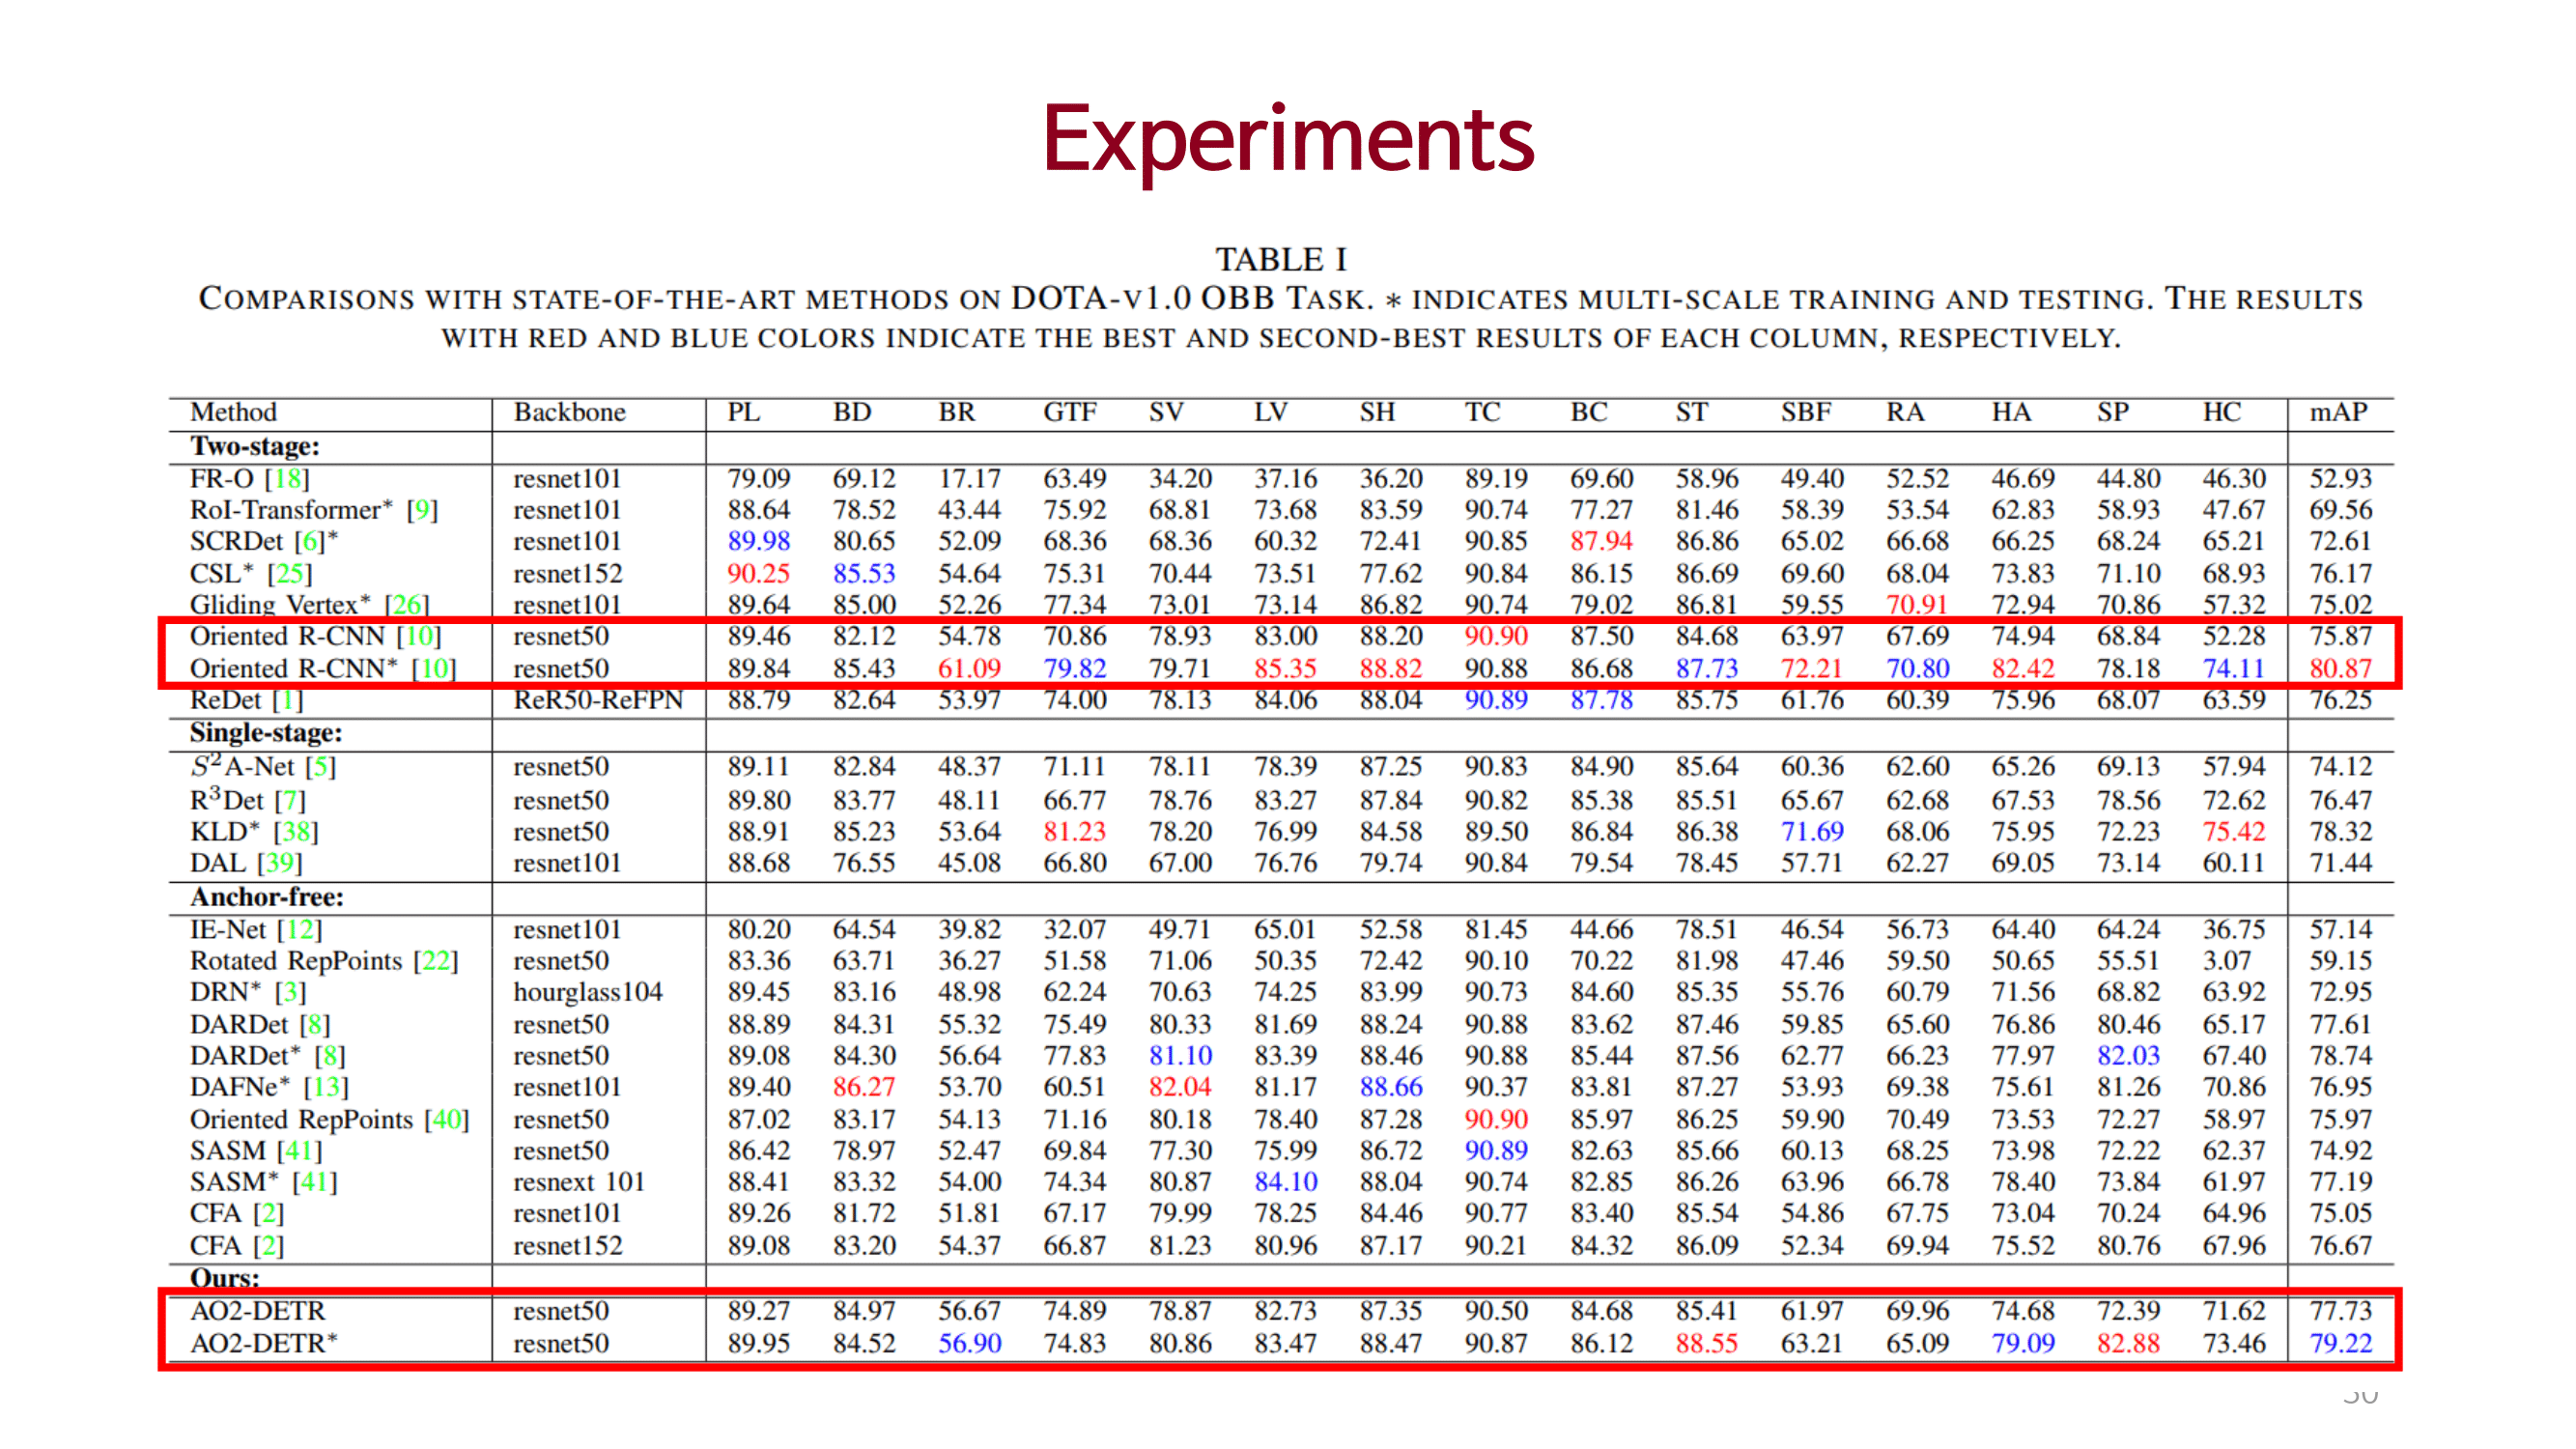 Experiments
TABLE I
COMPARISONS WITH STATE-OF-THE-ART METHODS ON DOTA-V1.0 OBB TASK. * INDICATES MULTI-SCALE TRAINING AND TESTING. THE RESULTS
WITH RED AND BLUE COLORS INDICATE THE BEST AND SECOND-BEST RESULTS OF EACH COLUMN, RESPECTIVELY.
Method Backbone PL BD BR GTF SV LV SH TC BC ST SBF RA HA SP HC mAP
Two-stage:
FR-O [18] resnet101 79.09 69.12 17.17 63.49 34.20 37.16 36.20 89.19 69.60 58.96 49.40 52.52 46.69 44.80 46.30 52.93
RoI-Transformer* [9] resnet101 88.64 78.52 43.44 75.92 68.81 73.68 83.59 90.74 77.27 81.46 58.39 53.54 62.83 58.93 47.67 69.56
SCRDet [6]* resnet101 89.98 80.65 52.09 68.36 68.36 60.32 72.41 90.85 87.94 86.86 65.02 66.68 66.25 68.24 65.21 72.61
CSL* [25] resnet152 90.25 85.53 54.64 75.31 70.44 73.51 77.62 90.84 86.15 86.69 69.60 68.04 73.83 71.10 68.93 76.17
Gliding Vertex* [26] resnet101 89.64 85.00 52.26 77.34 73.01 73.14 86.82 90.74 79.02 86.81 59.55 70.91 72.94 70.86 57.32 75.02
Oriented R-CNN [10] resnet50 89.46 82.12 54.78 70.86 78.93 83.00 88.20 90.90 87.50 84.68 63.97 67.69 74.94 68.84 52.28 75.87
Oriented R-CNN* [10] resnet50 89.84 85.43 61.09 79.82 79.71 85.35 88.82 90.88 86.68 87.73 72.21 70.80 82.42 78.18 74.11 80.87
ReDet [1] ReR50-ReFPN 88.79 82.64 53.97 74.00 78.13 84.06 88.04 90.89 87.78 85.75 61.76 60.39 75.96 68.07 63.59 76.25
Single-stage:
S²A-Net [5] resnet50 89.11 82.84 48.37 71.11 78.11 78.39 87.25 90.83 84.90 85.64 60.36 62.60 65.26 69.13 57.94 74.12
R³Det [7] resnet50 89.80 83.77 48.11 66.77 78.76 83.27 87.84 90.82 85.38 85.51 65.67 62.68 67.53 78.56 72.62 76.47
KLD* [38] resnet50 88.91 85.23 53.64 81.23 78.20 76.99 84.58 89.50 86.84 86.38 71.69 68.06 75.95 72.23 75.42 78.32
DAL [39] resnet101 88.68 76.55 45.08 66.80 67.00 76.76 79.74 90.84 79.54 78.45 57.71 62.27 69.05 73.14 60.11 71.44
Anchor-free:
IE-Net [12] resnet101 80.20 64.54 39.82 32.07 49.71 65.01 52.58 81.45 44.66 78.51 46.54 56.73 64.40 64.24 36.75 57.14
Rotated RepPoints [22] resnet50 83.36 63.71 36.27 51.58 71.06 50.35 72.42 90.10 70.22 81.98 47.46 59.50 50.65 55.51 3.07 59.15
DRN* [3] hourglass104 89.45 83.16 48.98 62.24 70.63 74.25 83.99 90.73 84.60 85.35 55.76 60.79 71.56 68.82 63.92 72.95
DARDet [8] resnet50 88.89 84.31 55.32 75.49 80.33 81.69 88.24 90.88 83.62 87.46 59.85 65.60 76.86 80.46 65.17 77.61
DARDet* [8] resnet50 89.08 84.30 56.64 77.83 81.10 83.39 88.46 90.88 85.44 87.56 62.77 66.23 77.97 82.03 67.40 78.74
DAFNe* [13] resnet101 89.40 86.27 53.70 60.51 82.04 81.17 88.66 90.37 83.81 87.27 53.93 69.38 75.61 81.26 70.86 76.95
Oriented RepPoints [40] resnet50 87.02 83.17 54.13 71.16 80.18 78.40 87.28 90.90 85.97 86.25 59.90 70.49 73.53 72.27 58.97 75.97
SASM [41] resnet50 86.42 78.97 52.47 69.84 77.30 75.99 86.72 90.89 82.63 85.66 60.13 68.25 73.98 72.22 62.37 74.92
SASM* [41] resnext 101 88.41 83.32 54.00 74.34 80.87 84.10 88.04 90.74 82.85 86.26 63.96 66.78 78.40 73.84 61.97 77.19
CFA [2] resnet101 89.26 81.72 51.81 67.17 79.99 78.25 84.46 90.77 83.40 85.54 54.86 67.75 73.04 70.24 64.96 75.05
CFA [2] resnet152 89.08 83.20 54.37 66.87 81.23 80.96 87.17 90.21 84.32 86.09 52.34 69.94 75.52 80.76 67.96 76.67
Ours:
AO2-DETR resnet50 89.27 84.97 56.67 74.89 78.87 82.73 87.35 90.50 84.68 85.41 61.97 69.96 74.68 72.39 71.62 77.73
AO2-DETR* resnet50 89.95 84.52 56.90 74.83 80.86 83.47 88.47 90.87 86.12 88.55 63.21 65.09 79.09 82.88 73.46 79.22